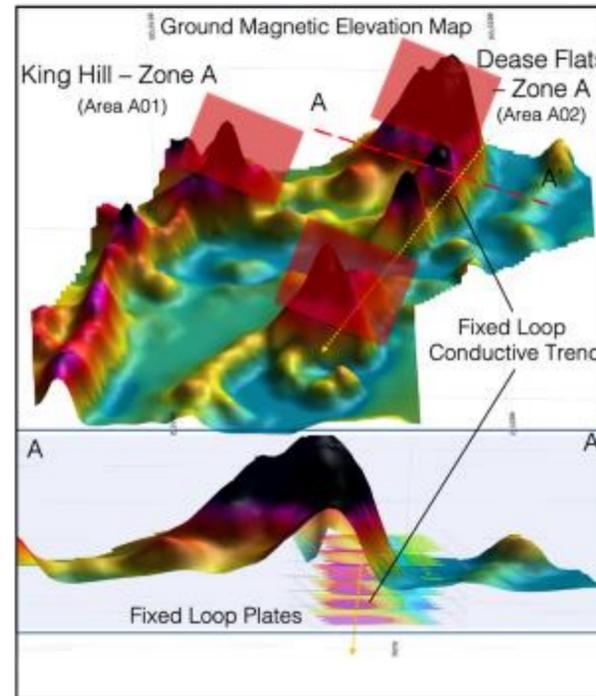 Ground Magnetic Elevation Map
King Hill – Zone A
(Area A01)
Dease Flats
– Zone A
(Area A02)
A
A'
Fixed Loop
Conductive Trend
A
A
Fixed Loop Plates